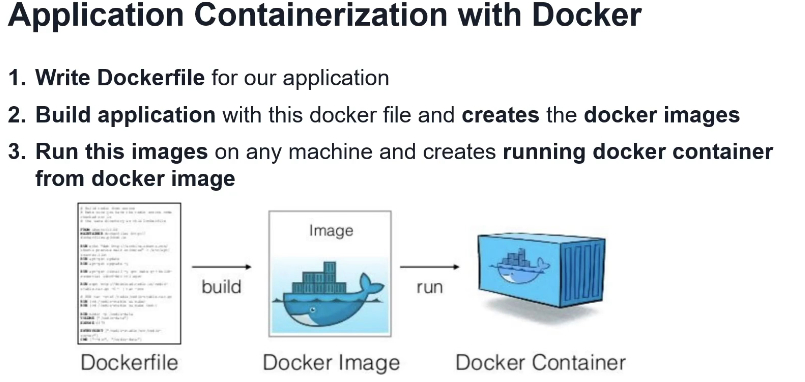 Application Containerization with Docker
1. Write Dockerfile for our application
2. Build application with this docker file and creates the docker images
3. Run this images on any machine and creates running docker container
from docker image
Image
build
run
Dockerfile
Docker Image
Docker Container